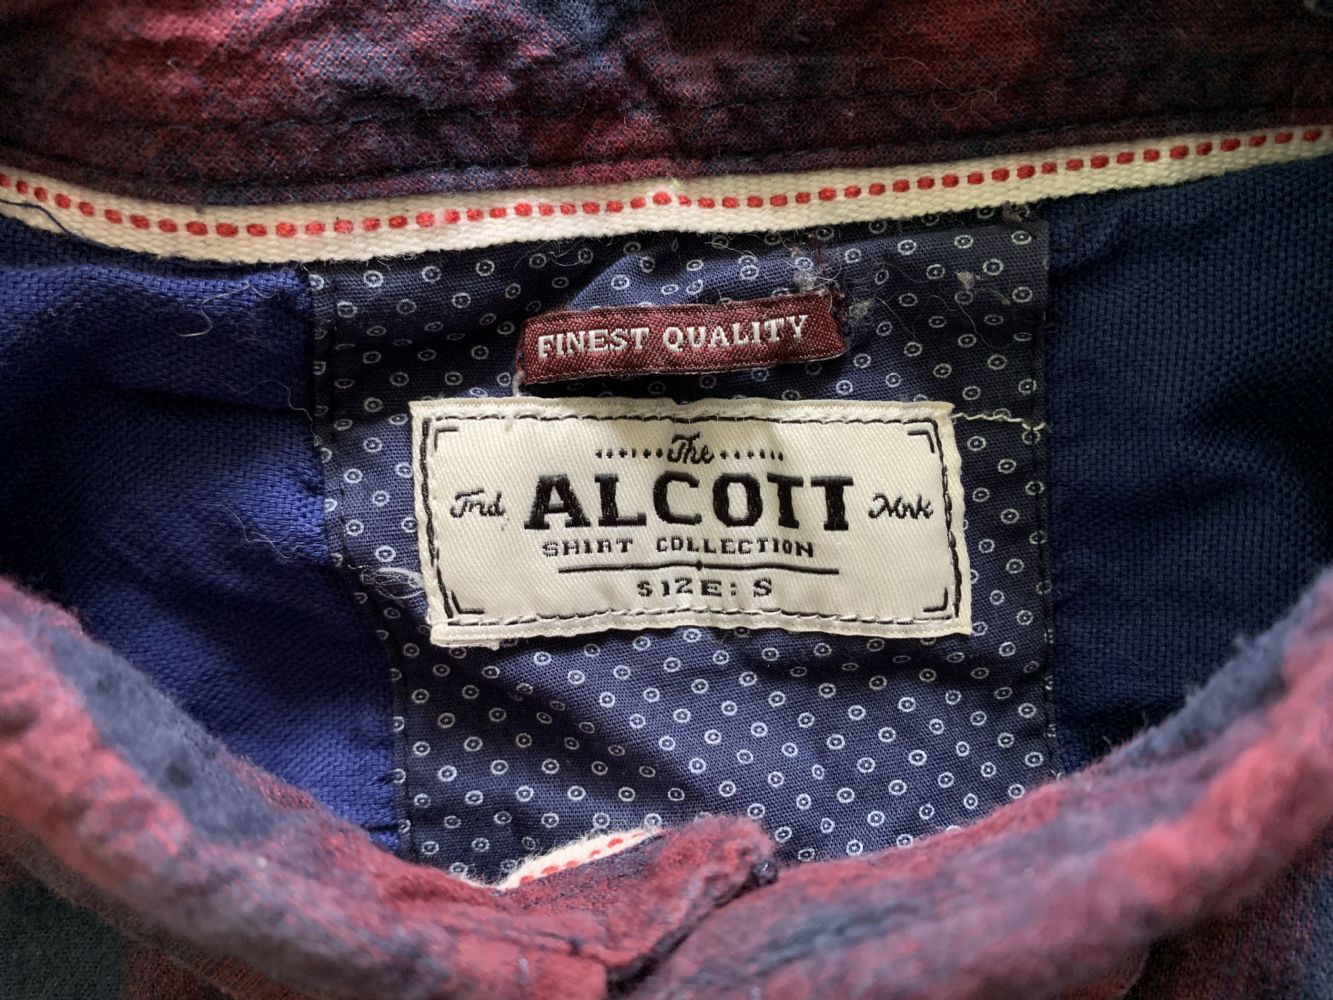 FINEST QUALITY
The
Trd ALCOTT Mrk
SHIRT COLLECTION
SIZE: S